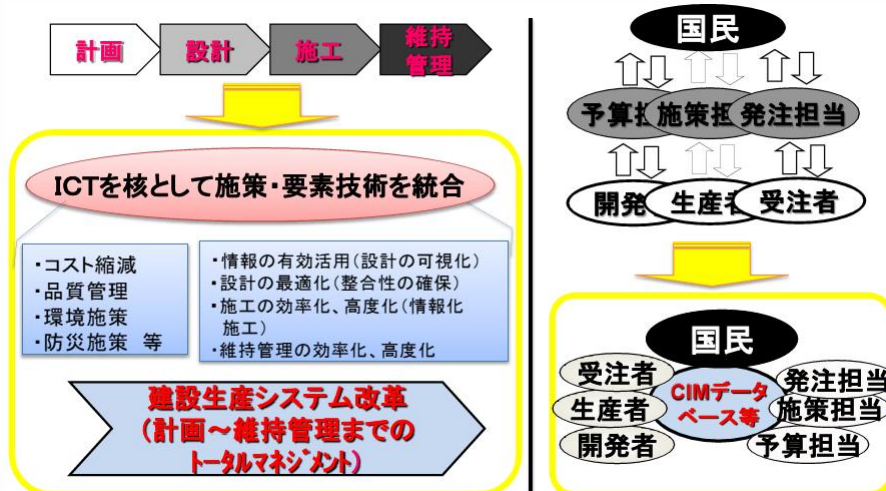 計画
設計
施工
維持
管理
ICTを核として施策・要素技術を統合
・コスト縮減
・品質管理
・環境施策
・防災施策　等
・情報の有効活用(設計の可視化)
・設計の最適化(整合性の確保)
・施工の効率化、高度化(情報化
施工)
・維持管理の効率化、高度化
建設生産システム改革
(計画～維持管理までの
トータルマネジメント)
国民
予算担
施策担
発注担当
開発
生産者
受注者
国民
受注者
生産者
開発者
CIMデータ
ベース等
発注担当
施策担当
予算担当